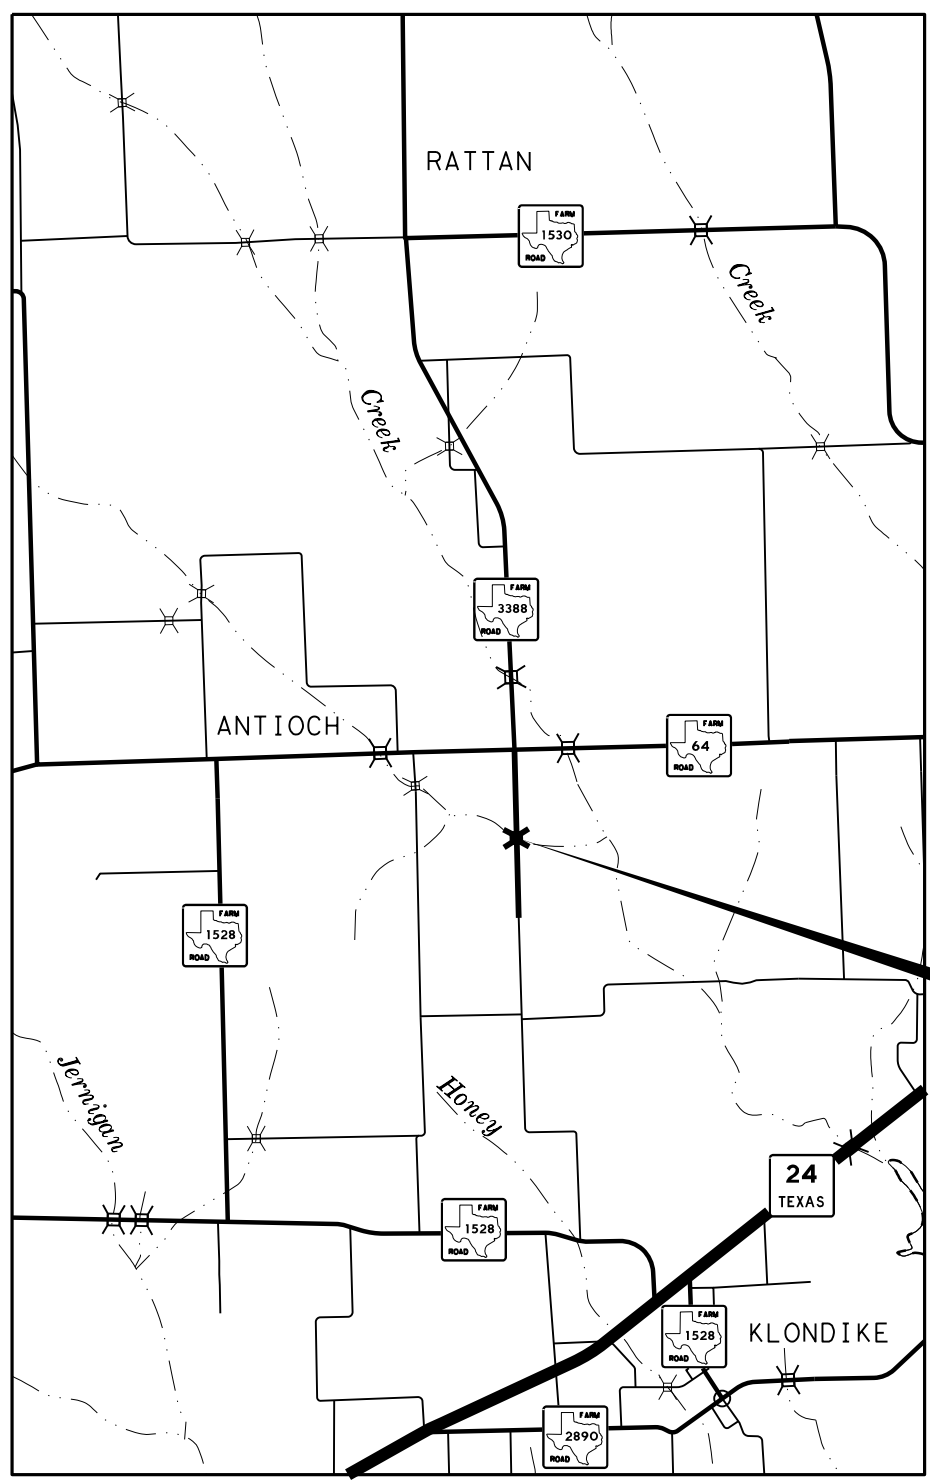 RATTAN
FARM
1530
ROAD
Creek
Creek
FARM
3388
ROAD
ANTIOCH
FARM
64
ROAD
FARM
1528
ROAD
Jernigan
Honey
24
TEXAS
FARM
1528
ROAD
FARM
1528
ROAD
KLONDIKE
FARM
2890
ROAD